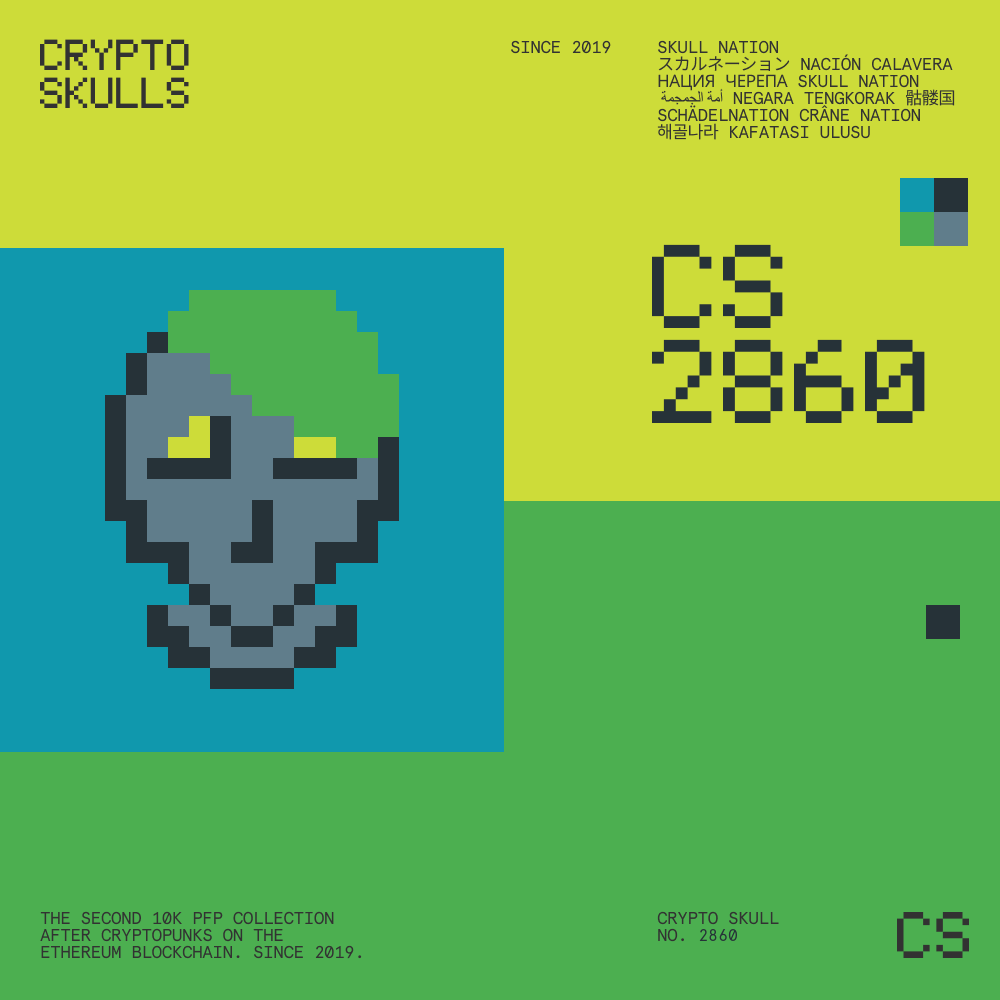 CRYPTO
SKULLS
SINCE 2019
SKULL NATION
スカルネーション NACIÓN CALAVERA
НАЦИЯ ЧЕРЕПА SKULL NATION
أمة الجمجمة NEGARA TENGKORAK 骷髅国
SCHÄDELNATION CRÂNE NATION
해골나라 KAFATASI ULUSU
CS
2860
THE SECOND 10K PFP COLLECTION
AFTER CRYPTOPUNKS ON THE
ETHEREUM BLOCKCHAIN. SINCE 2019.
CRYPTO SKULL
NO. 2860
CS